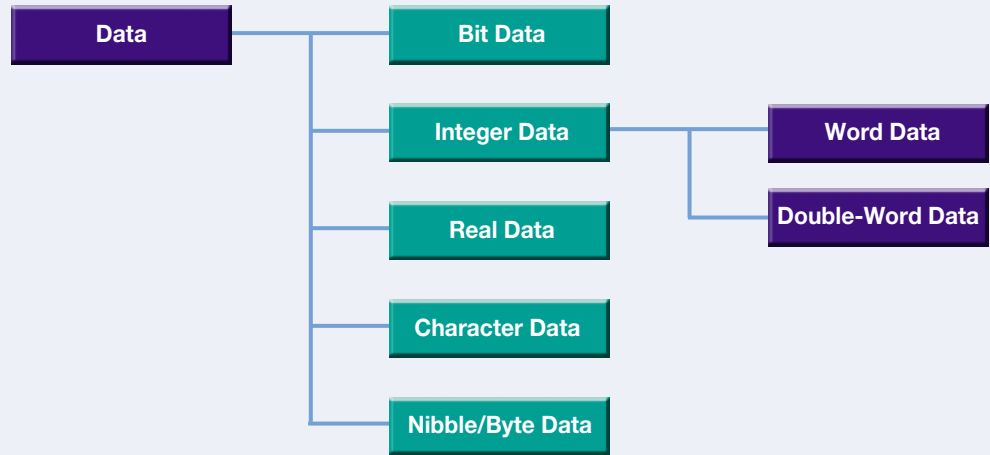 Data
Bit Data
Integer Data
Word Data
Double-Word Data
Real Data
Character Data
Nibble/Byte Data